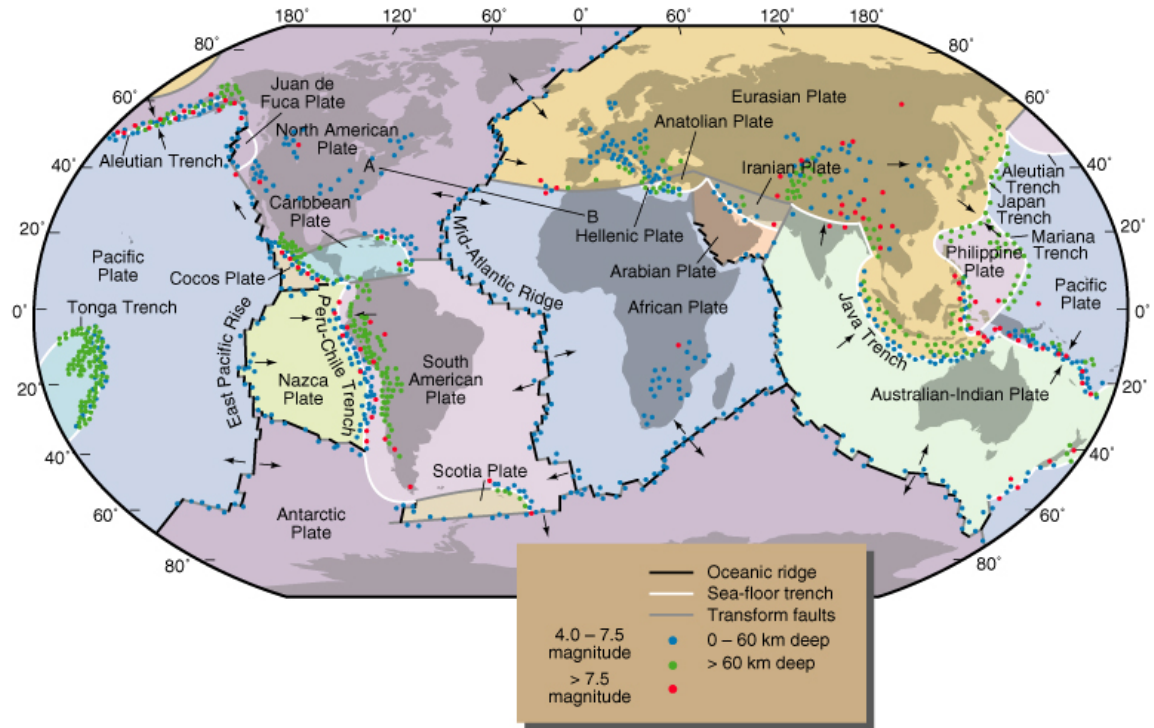 180˚
120˚
60˚
0˚
60˚
120˚
180˚
80˚
80˚
60˚
60˚
40˚
40˚
20˚
20˚
0˚
0˚
20˚
20˚
40˚
40˚
60˚
60˚
80˚
80˚
Juan de
Fuca Plate
North American
Plate
Aleutian Trench
A
Caribbean
Plate
Pacific
Plate
Cocos Plate
Tonga Trench
East Pacific Rise
Peru-Chile Trench
Nazca
Plate
South
American
Plate
Mid-Atlantic Ridge
Scotia Plate
Antarctic
Plate
Eurasian Plate
Anatolian Plate
Iranian Plate
B
Hellenic Plate
Arabian Plate
African Plate
Java Trench
Aleutian
Trench
Japan
Trench
Mariana
Trench
Philippine
Plate
Pacific
Plate
Australian-Indian Plate
Oceanic ridge
Sea-floor trench
Transform faults
4.0 – 7.5
magnitude
0 – 60 km deep
> 60 km deep
> 7.5
magnitude